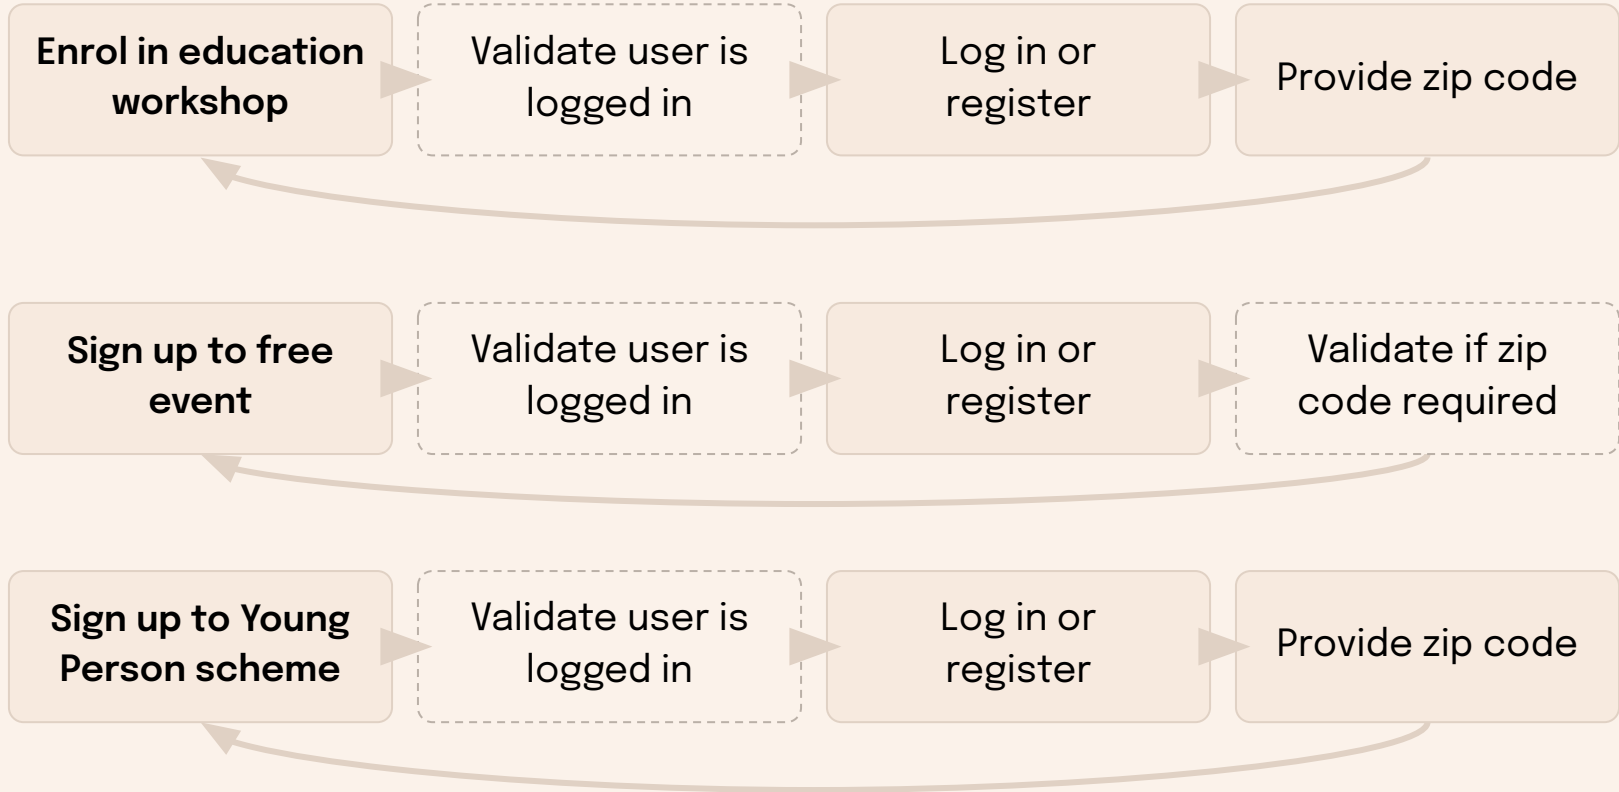 Enrol in education
workshop
Validate user is
logged in
Log in or
register
Provide zip code
Sign up to free
event
Validate user is
logged in
Log in or
register
Validate if zip
code required
Sign up to Young
Person scheme
Validate user is
logged in
Log in or
register
Provide zip code